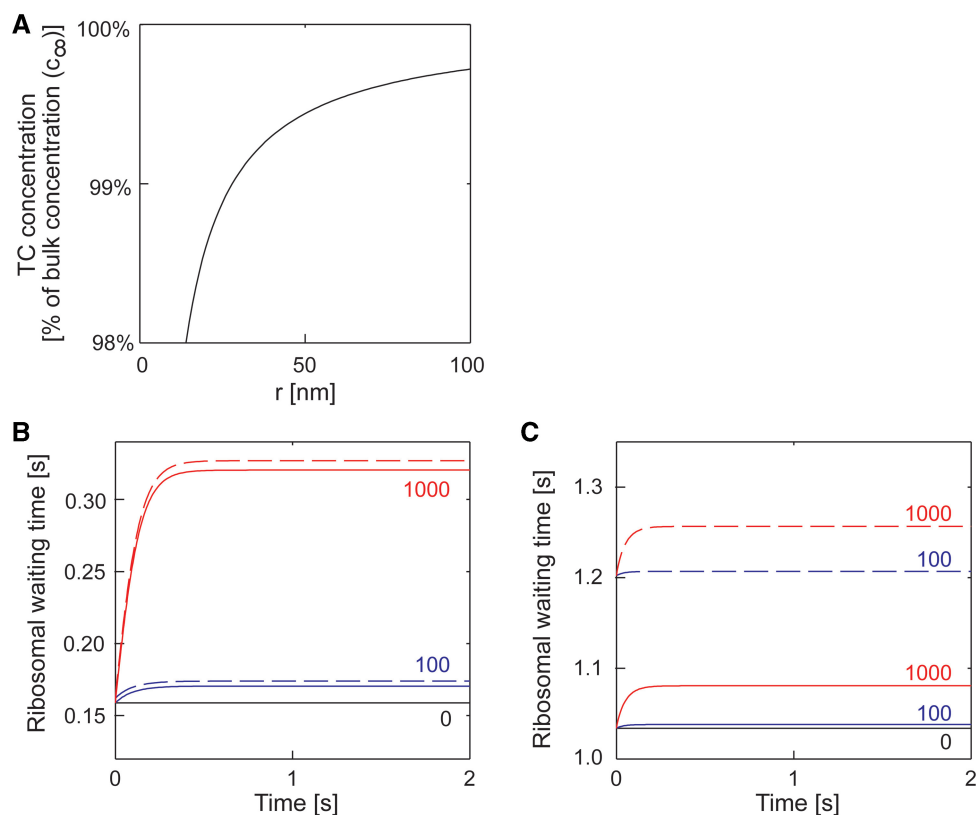 A
100%
99%
98%
TC concentration
[% of bulk concentration (c∞)]
0
50
100
r [nm]
B
0.30
0.25
0.20
0.15
Ribosomal waiting time [s]
1000
100
0
0
1
2
Time [s]
C
1.3
1.2
1.1
1.0
Ribosomal waiting time [s]
1000
100
1000
100
0
0
1
2
Time [s]